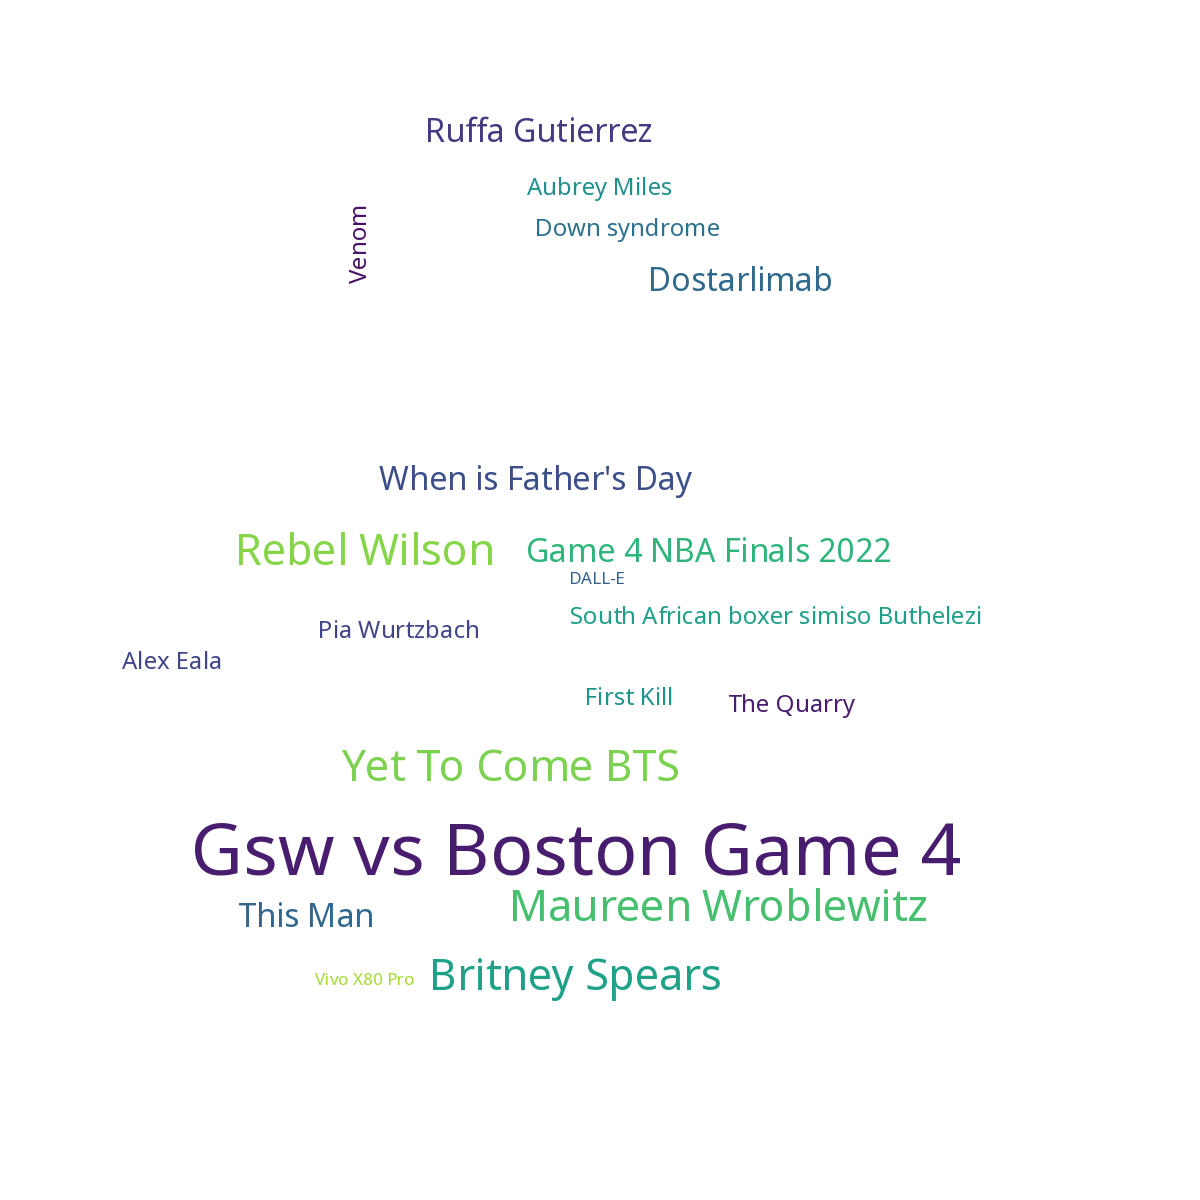 Ruffa Gutierrez
Aubrey Miles
Venom
Down syndrome
Dostarlimab
When is Father's Day
Rebel Wilson
Game 4 NBA Finals 2022
DALL-E
South African boxer simiso Buthelezi
Pia Wurtzbach
Alex Eala
First Kill
The Quarry
Yet To Come BTS
Gsw vs Boston Game 4
Maureen Wroblewitz
This Man
Britney Spears
Vivo X80 Pro